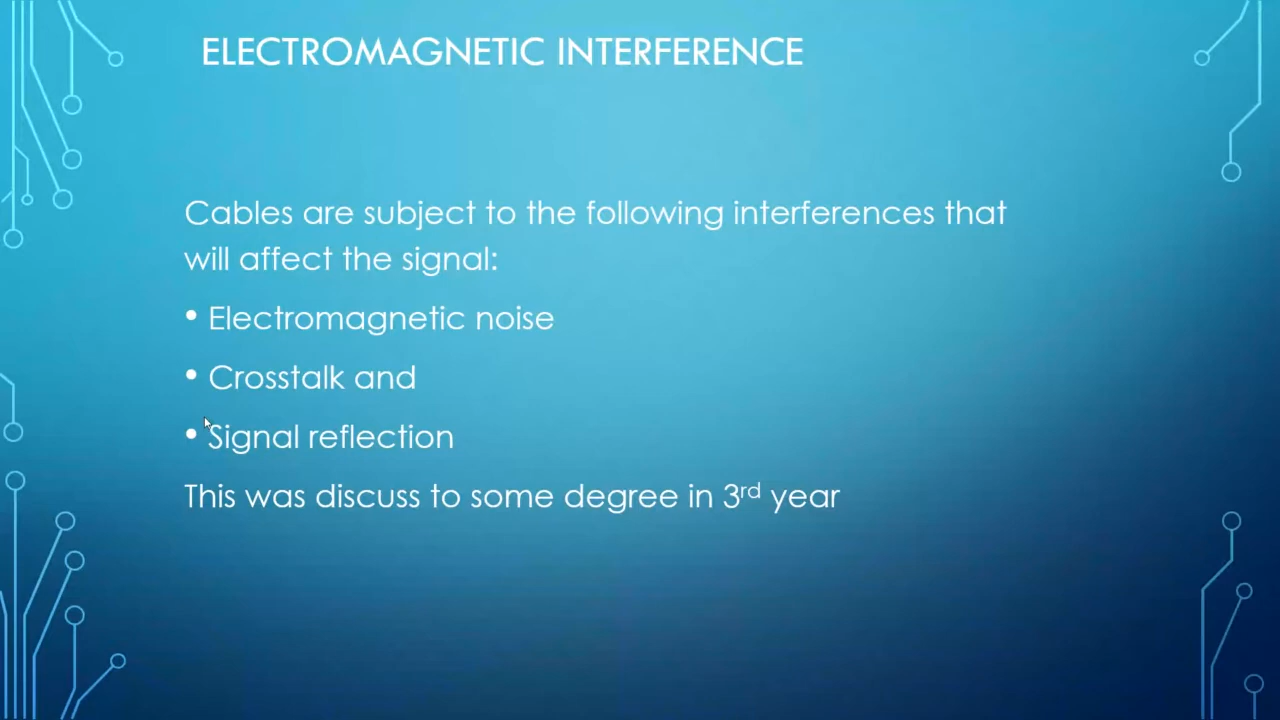 ELECTROMAGNETIC INTERFERENCE
Cables are subject to the following interferences that
will affect the signal:
• Electromagnetic noise
• Crosstalk and
• Signal reflection
This was discuss to some degree in 3rd year